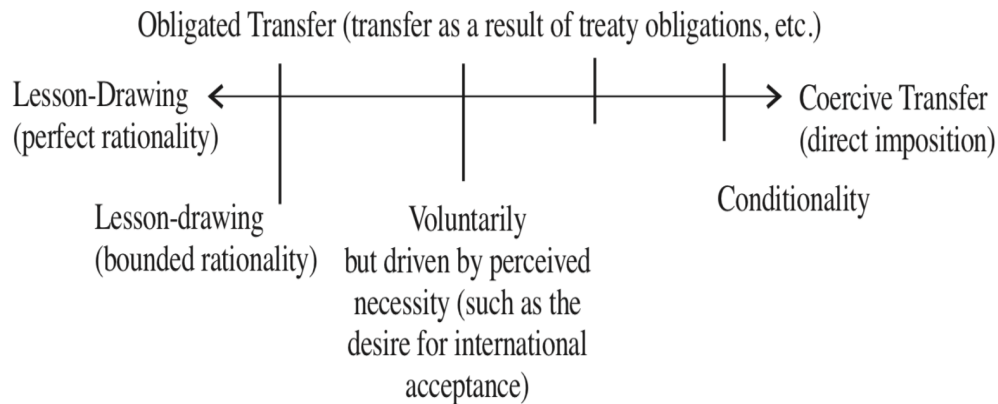 Obligated Transfer (transfer as a result of treaty obligations, etc.)
Lesson-Drawing
(perfect rationality)
Coercive Transfer
(direct imposition)
Lesson-drawing
(bounded rationality)
Voluntarily
but driven by perceived
necessity (such as the
desire for international
acceptance)
Conditionality